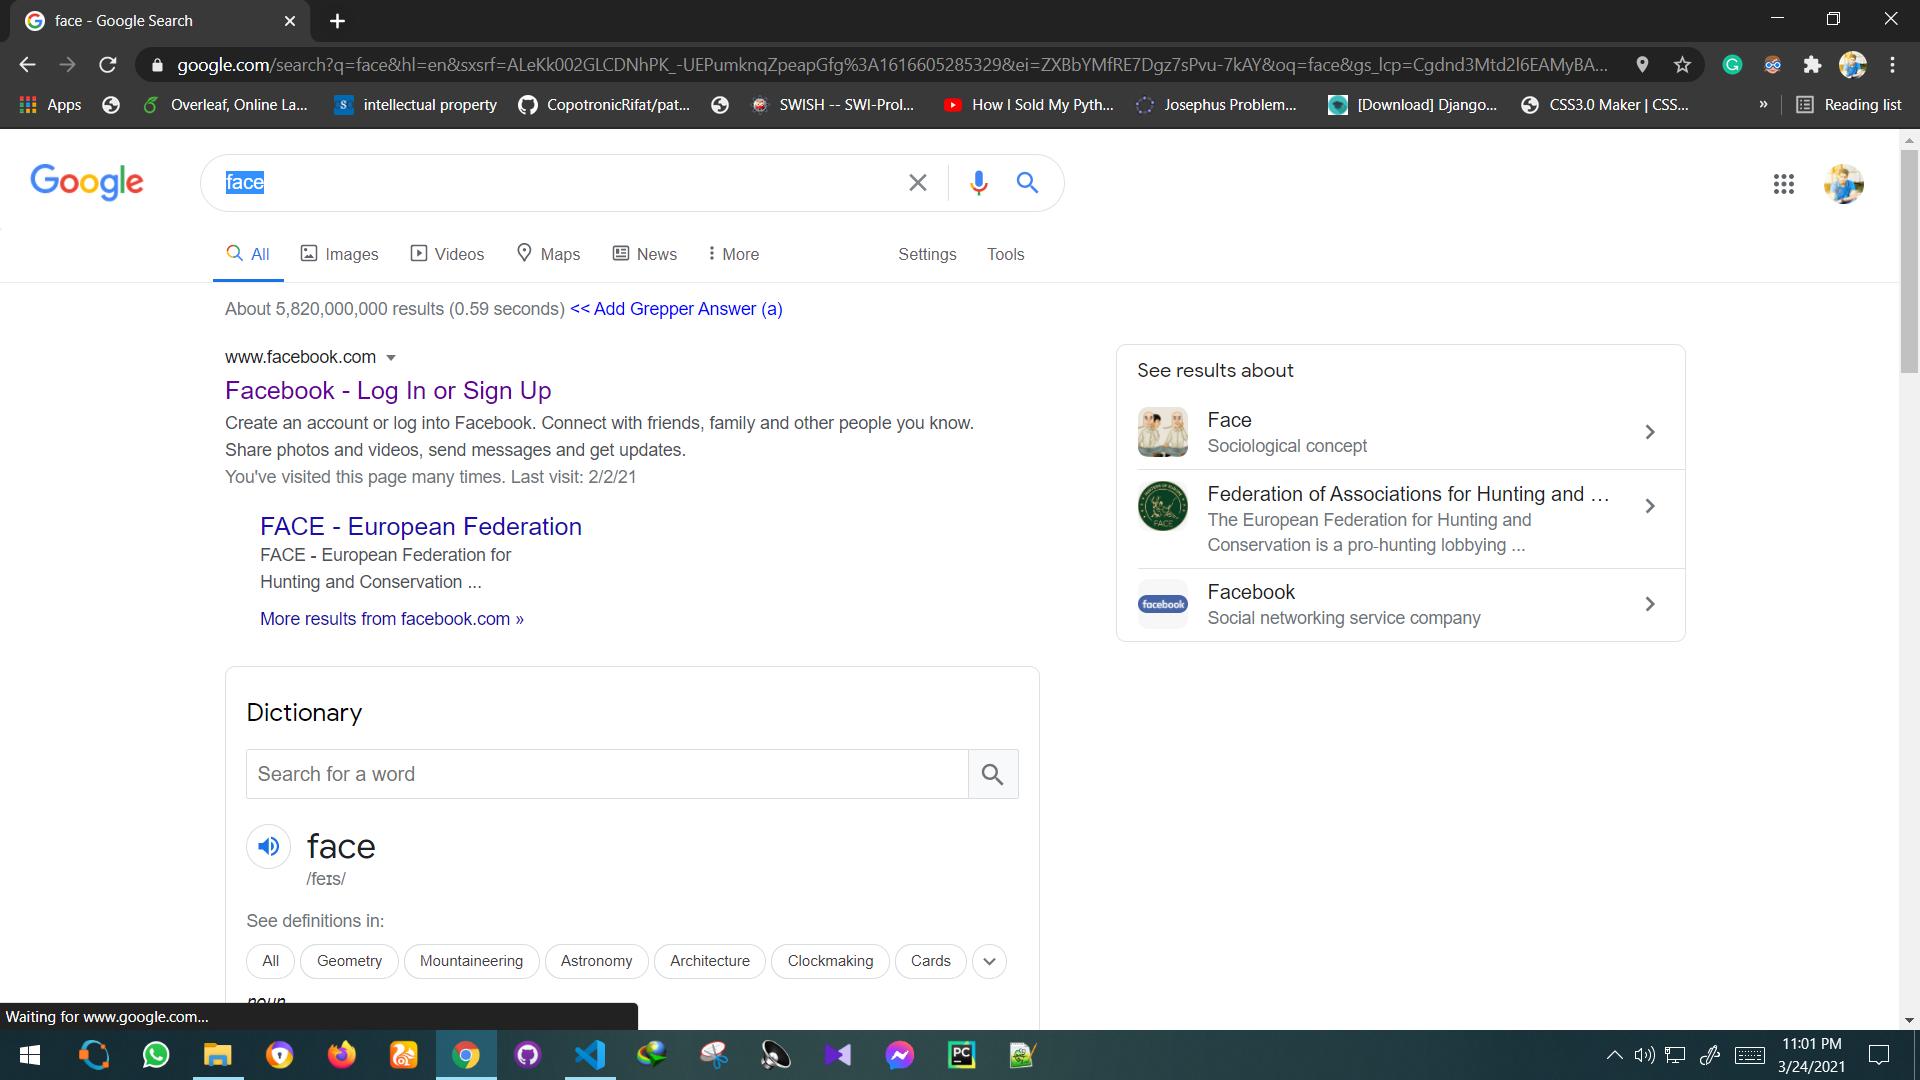 face - Google Search
google.com/search?q=face&hl=en&sxsrf=ALeKk002GLCDNhPK_-UEPumknqZpeapGfg%3A1616605285329&ei=ZXBbYMfRE7Dgz7sPvu-7kAY&oq=face&gs_lcp=Cgdnd3Mtd2l6EAMyBA...
Apps Overleaf, Online La... S intellectual property CopotronicRifat/pat... SWISH -- SWI-Prol... How I Sold My Pyth... Josephus Problem... [Download] Django... CSS3.0 Maker | CSS... » Reading list
Google face
All Images Videos Maps News More Settings Tools
About 5,820,000,000 results (0.59 seconds) << Add Grepper Answer (a)
www.facebook.com
Facebook - Log In or Sign Up
Create an account or log into Facebook. Connect with friends, family and other people you know.
Share photos and videos, send messages and get updates.
You've visited this page many times. Last visit: 2/2/21
FACE - European Federation
FACE - European Federation for
Hunting and Conservation ...
More results from facebook.com »
See results about
Face
Sociological concept
Federation of Associations for Hunting and ...
The European Federation for Hunting and
Conservation is a pro-hunting lobbying ...
FACE
Facebook
Social networking service company
facebook
Dictionary
Search for a word
face
/feɪs/
See definitions in:
All Geometry Mountaineering Astronomy Architecture Clockmaking Cards
noun
Waiting for www.google.com...
PC
11:01 PM
3/24/2021